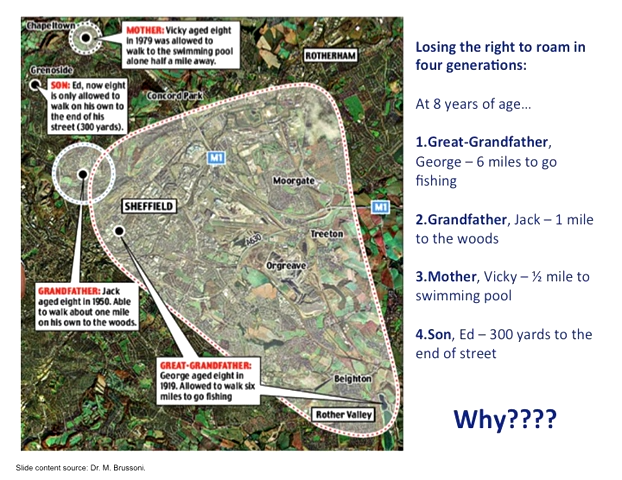 Chapeltown
MOTHER: Vicky aged eight
in 1979 was allowed to
walk to the swimming pool
alone half a mile away.
ROTHERHAM
Grenoside
SON: Ed, now eight
is only allowed to
walk on his own to
the end of his
street (300 yards).
Concord Park
M1
Moorgate
SHEFFIELD
M1
Treeton
A630
Orgreave
GRANDFATHER: Jack
aged eight in 1950. Able
to walk about one mile
on his own to the woods.
GREAT-GRANDFATHER:
George aged eight in
1919. Allowed to walk six
miles to go fishing
Beighton
Rother Valley
Losing the right to roam in
four generations:
At 8 years of age...
1.Great-Grandfather,
George – 6 miles to go
fishing
2.Grandfather, Jack – 1 mile
to the woods
3.Mother, Vicky – ½ mile to
swimming pool
4.Son, Ed – 300 yards to the
end of street
Why????
Slide content source: Dr. M. Brussoni.